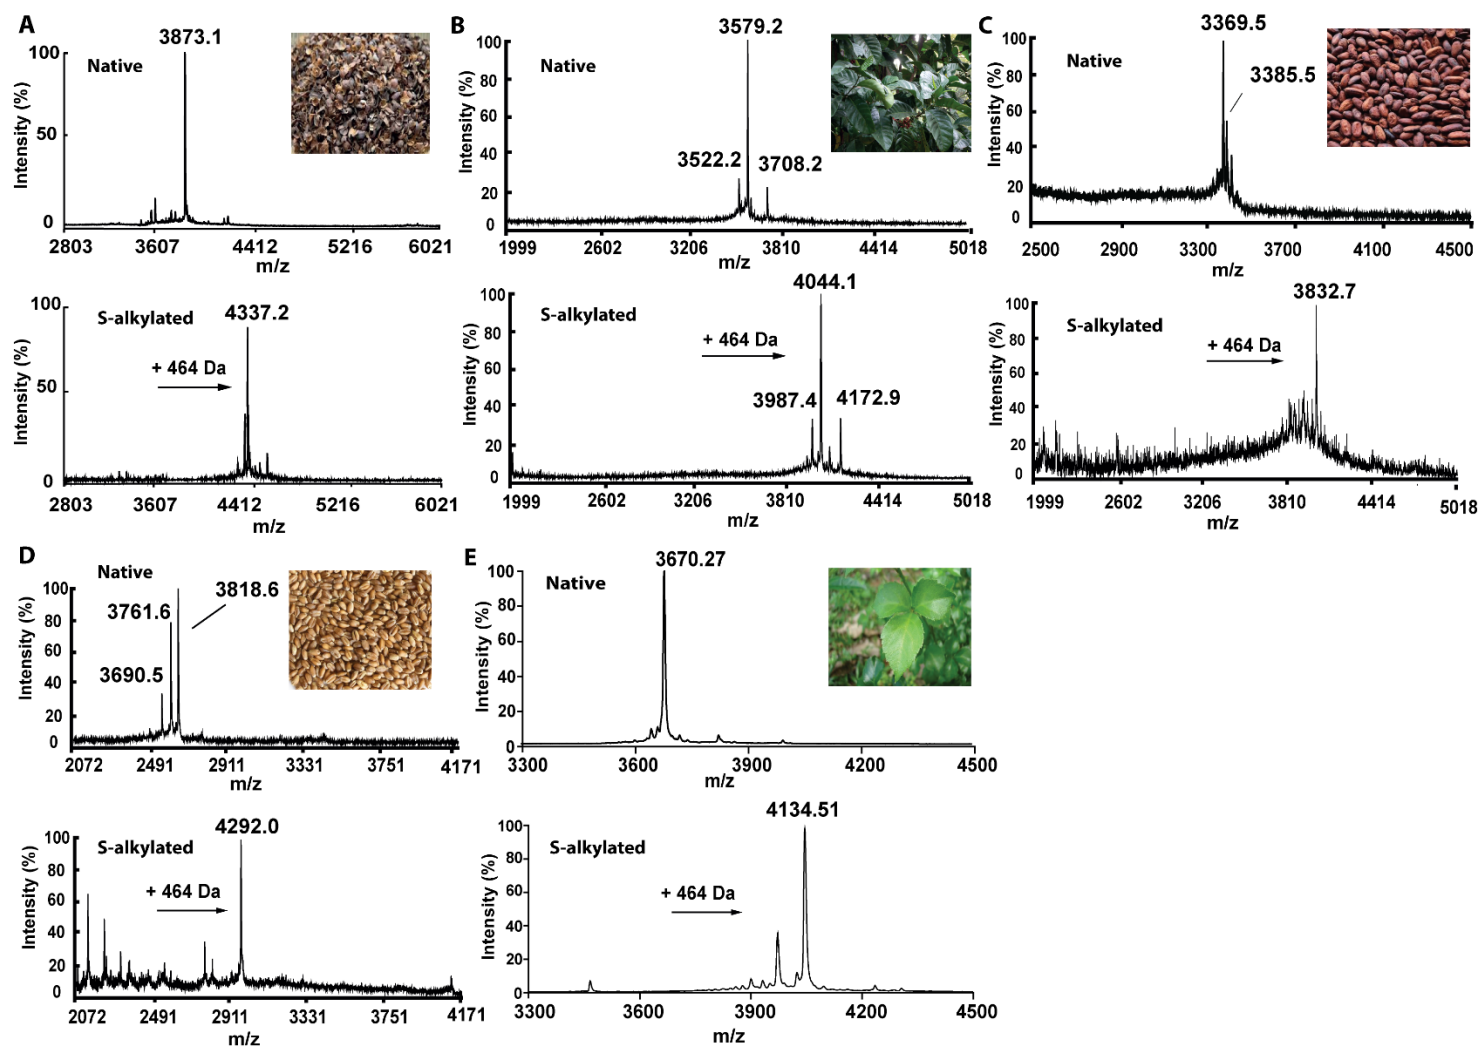 A
3873.1
Native
Intensity (%)
100
50
0
2803 3607 4412 5216 6021
m/z
S-alkylated
4337.2
+ 464 Da
Intensity (%)
100
50
0
2803 3607 4412 5216 6021
m/z
B
3579.2
Native
3522.2
3708.2
Intensity (%)
100
80
60
40
20
0
1999 2602 3206 3810 4414 5018
m/z
4044.1
S-alkylated
+ 464 Da
3987.4
4172.9
Intensity (%)
100
80
60
40
20
0
1999 2602 3206 3810 4414 5018
m/z
C
3369.5
Native
3385.5
Intensity (%)
100
80
60
40
20
0
2500 2900 3300 3700 4100 4500
m/z
3832.7
S-alkylated
+ 464 Da
Intensity (%)
100
80
60
40
20
0
1999 2602 3206 3810 4414 5018
m/z
D
Native
3818.6
3761.6
3690.5
Intensity (%)
100
80
60
40
20
0
2072 2491 2911 3331 3751 4171
m/z
4292.0
S-alkylated
+ 464 Da
Intensity (%)
100
80
60
40
20
0
2072 2491 2911 3331 3751 4171
m/z
E
3670.27
Native
Intensity (%)
100
80
60
40
20
0
3300 3600 3900 4200 4500
m/z
4134.51
S-alkylated
+ 464 Da
Intensity (%)
100
80
60
40
20
0
3300 3600 3900 4200 4500
m/z